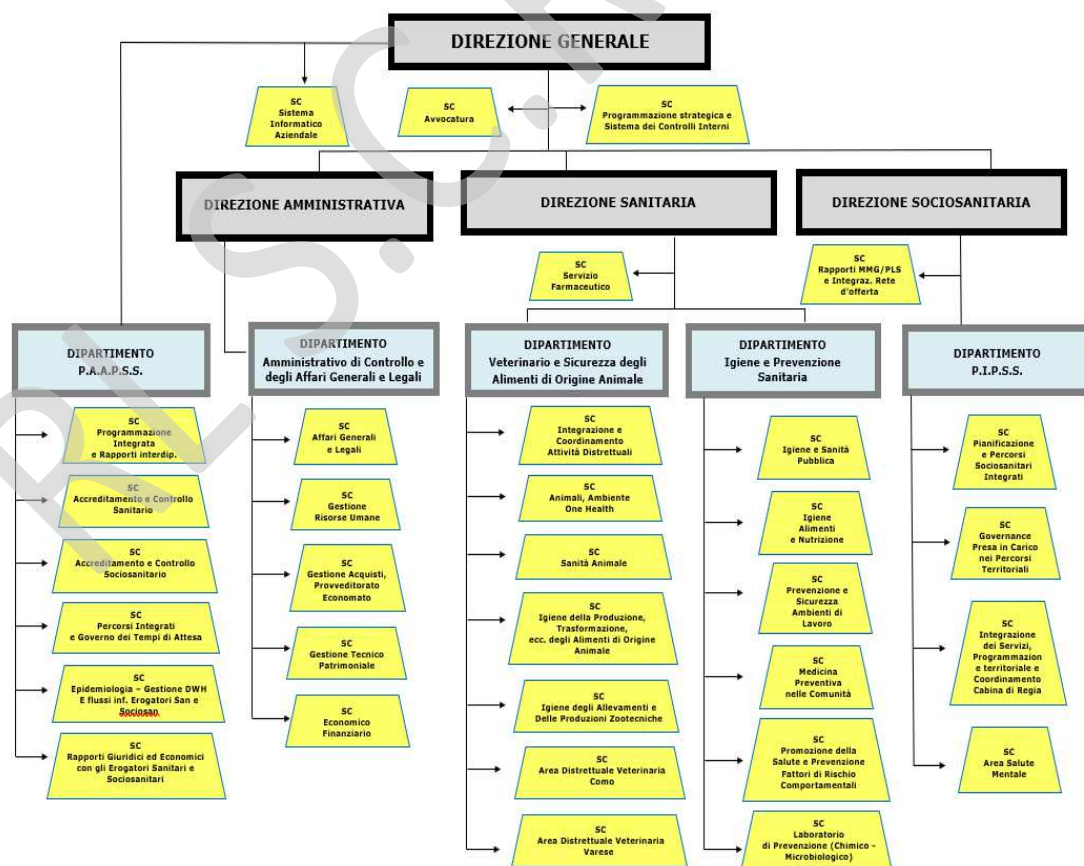 DIREZIONE GENERALE
SC
Sistema
Informatico
Aziendale
SC
Avvocatura
SC
Programmazione strategica e
Sistema dei Controlli Interni
DIREZIONE AMMINISTRATIVA
DIREZIONE SANITARIA
DIREZIONE SOCIOSANITARIA
SC
Servizio
Farmaceutico
SC
Rapporti MMG/PLS
e Integraz. Rete
d'offerta
DIPARTIMENTO
P.A.A.P.S.S.
SC
Programmazione
Integrata
e Rapporti interdip.
SC
Accreditamento e Controllo
Sanitario
SC
Accreditamento e Controllo
Sociosanitario
SC
Percorsi Integrati
e Governo dei Tempi di Attesa
SC
Epidemiologia – Gestione DWH
E flussi inf. Erogatori San e
Sociosan
SC
Rapporti Giuridici ed Economici
con gli Erogatori Sanitari e
Sociosanitari
DIPARTIMENTO
Amministrativo di Controllo e
degli Affari Generali e Legali
SC
Affari Generali
e Legali
SC
Gestione
Risorse Umane
SC
Gestione Acquisti,
Provveditorato
Economato
SC
Gestione Tecnico
Patrimoniale
SC
Economico
Finanziario
DIPARTIMENTO
Veterinario e Sicurezza degli
Alimenti di Origine Animale
SC
Integrazione e
Coordinamento
Attività Distrettuali
SC
Animali, Ambiente
One Health
SC
Sanità Animale
SC
Igiene della Produzione,
Trasformazione,
ecc. degli Alimenti di Origine
Animale
SC
Igiene degli Allevamenti e
Delle Produzioni Zootecniche
SC
Area Distrettuale Veterinaria
Como
SC
Area Distrettuale Veterinaria
Varese
DIPARTIMENTO
Igiene e Prevenzione
Sanitaria
SC
Igiene e Sanità
Pubblica
SC
Igiene
Alimenti
e Nutrizione
SC
Prevenzione e
Sicurezza
Ambienti di
Lavoro
SC
Medicina
Preventiva
nelle Comunità
SC
Promozione della
Salute e Prevenzione
Fattori di Rischio
Comportamentali
SC
Laboratorio
di Prevenzione (Chimico –
Microbiologico)
DIPARTIMENTO
P.I.P.S.S.
SC
Pianificazione
e Percorsi
Sociosanitari
Integrati
SC
Governance
Presa in Carico
nei Percorsi
Territoriali
SC
Integrazione
dei Servizi,
Programmazion
e territoriale e
Coordinamento
Cabina di Regia
SC
Area Salute
Mentale